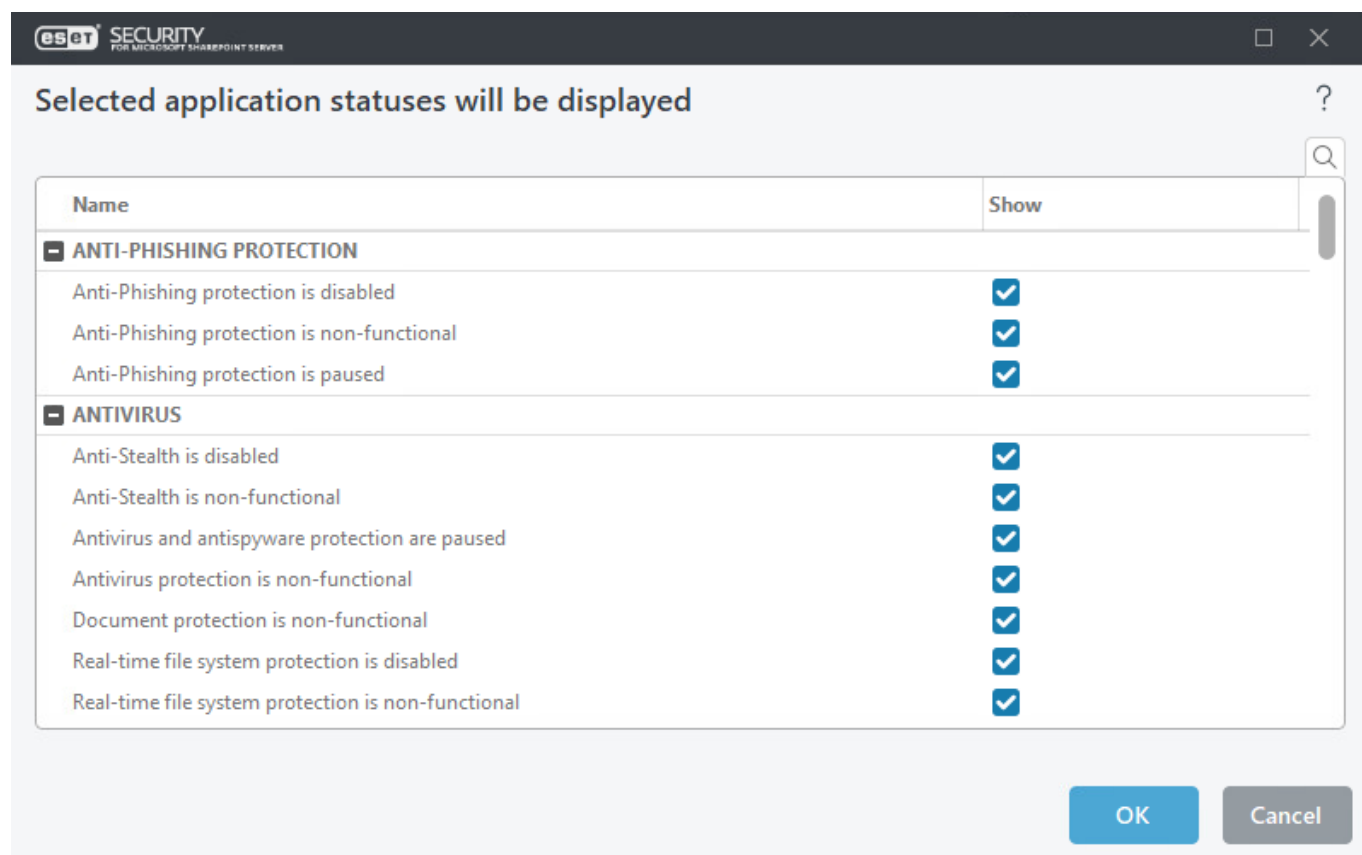 eset SECURITY
FOR MICROSOFT SHAREPOINT SERVER
Selected application statuses will be displayed
?
Name Show
ANTI-PHISHING PROTECTION
Anti-Phishing protection is disabled
Anti-Phishing protection is non-functional
Anti-Phishing protection is paused
ANTIVIRUS
Anti-Stealth is disabled
Anti-Stealth is non-functional
Antivirus and antispyware protection are paused
Antivirus protection is non-functional
Document protection is non-functional
Real-time file system protection is disabled
Real-time file system protection is non-functional
OK Cancel